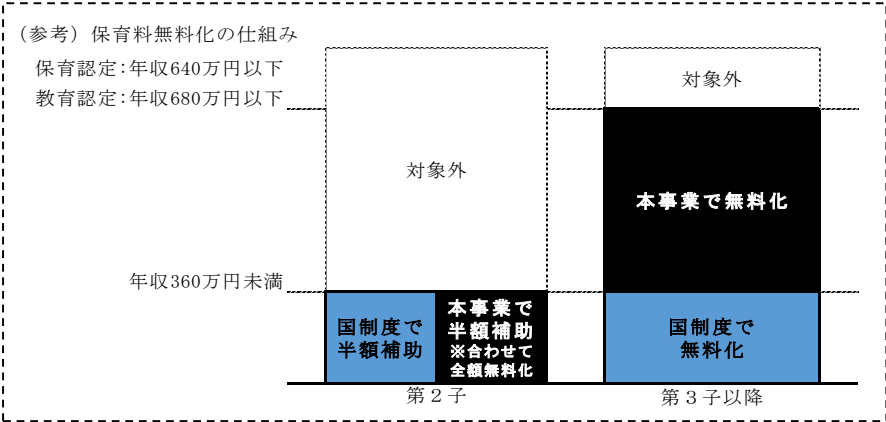 （参考）保育料無料化の仕組み
保育認定：年収640万円以下
教育認定：年収680万円以下
対象外
対象外
本事業で無料化
年収360万円未満
国制度で
半額補助
本事業で
半額補助
※合わせて
全額無料化
国制度で
無料化
第２子
第３子以降